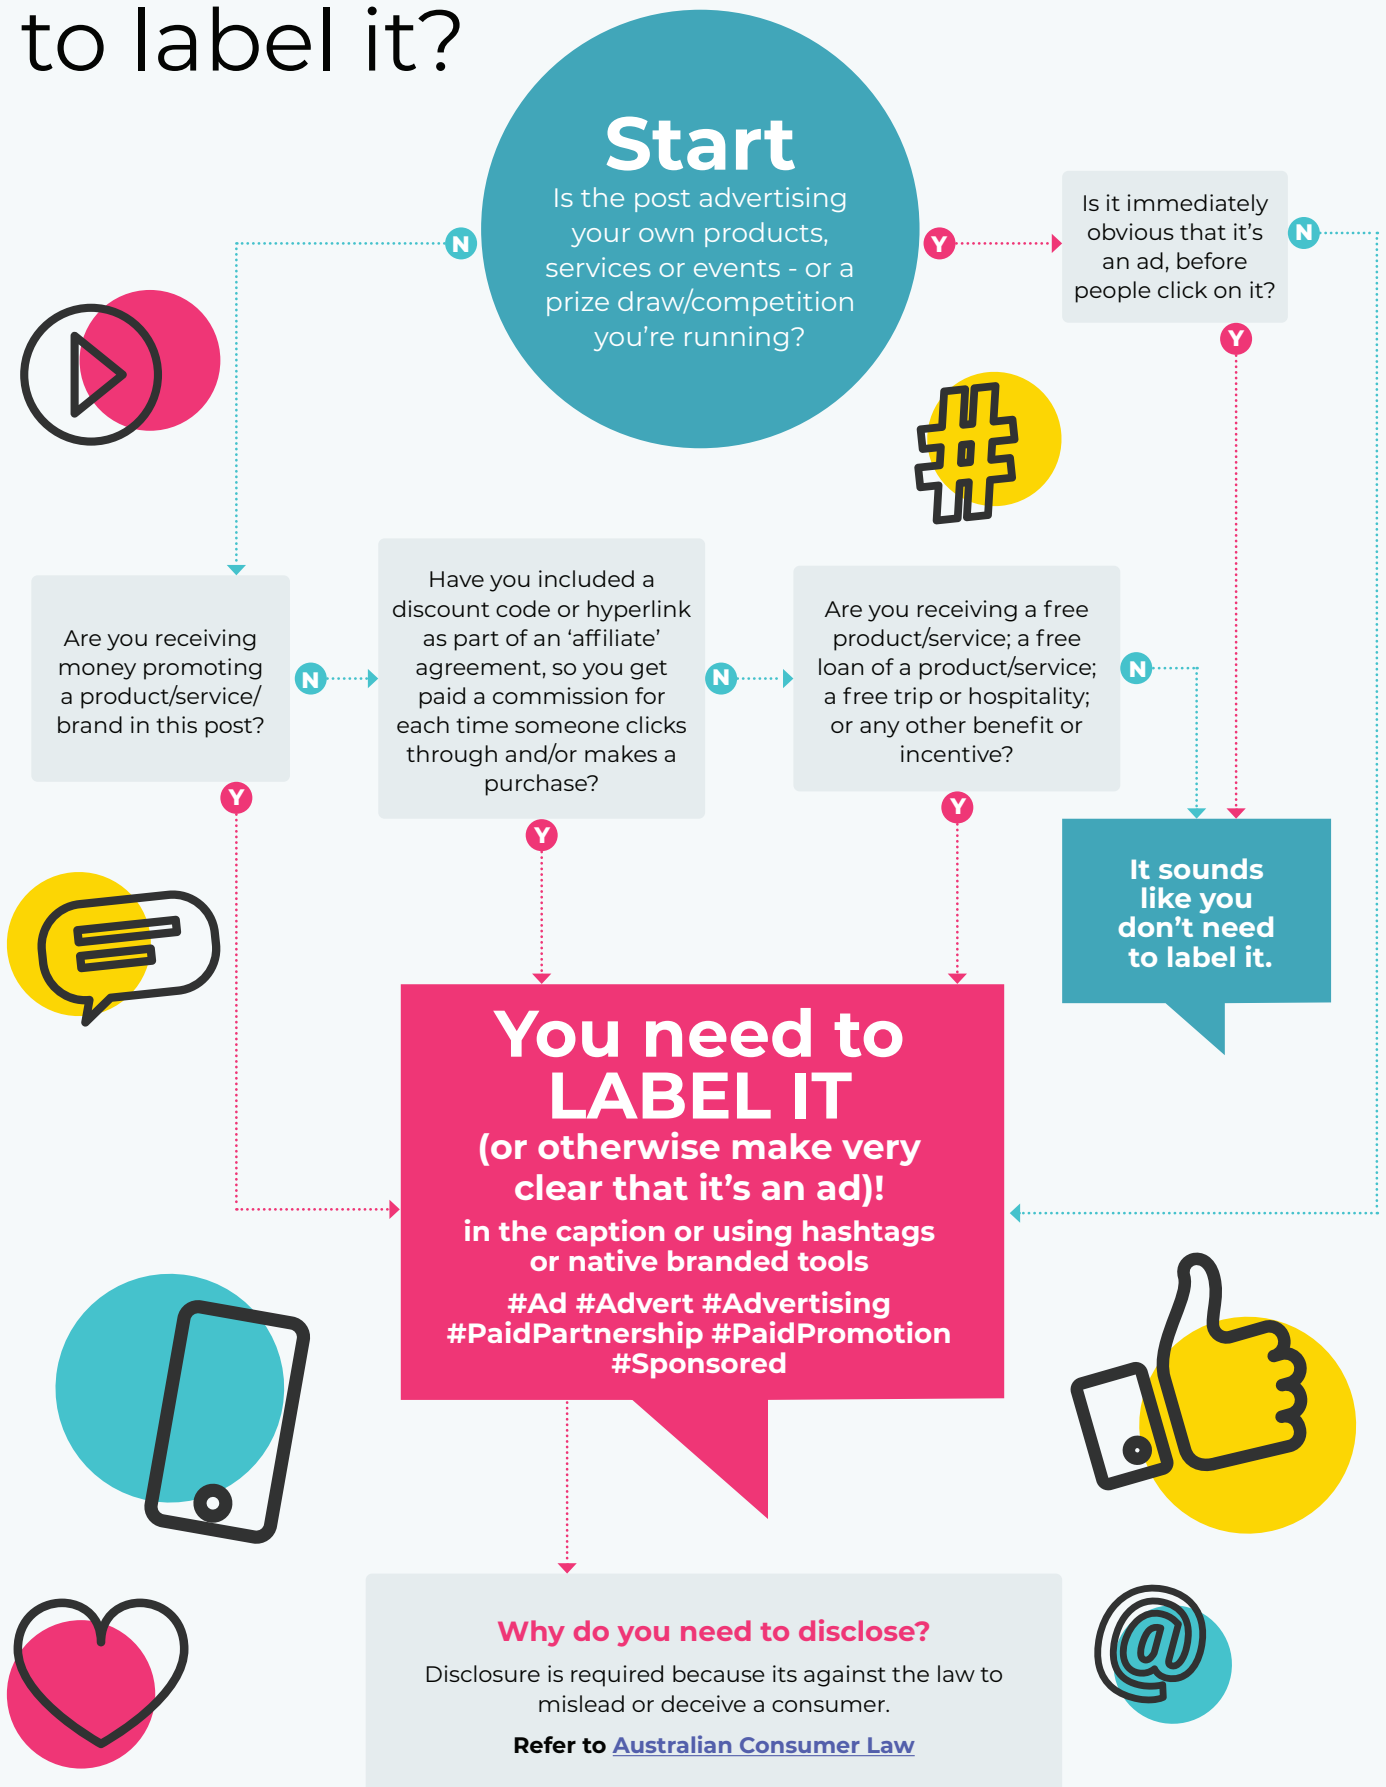 to label it?
Start
Is the post advertising
your own products,
services or events - or a
prize draw/competition
you're running?
N
Y
Is it immediately
obvious that it's
an ad, before
people click on it?
N
Y
Are you receiving
money promoting
a product/service/
brand in this post?
N
Y
Have you included a
discount code or hyperlink
as part of an 'affiliate'
agreement, so you get
paid a commission for
each time someone clicks
through and/or makes a
purchase?
N
Y
Are you receiving a free
product/service; a free
loan of a product/service;
a free trip or hospitality;
or any other benefit or
incentive?
N
Y
It sounds
like you
don't need
to label it.
You need to
LABEL IT
(or otherwise make very
clear that it's an ad)!
in the caption or using hashtags
or native branded tools
#Ad #Advert #Advertising
#PaidPartnership #PaidPromotion
#Sponsored
Why do you need to disclose?
Disclosure is required because its against the law to
mislead or deceive a consumer.
Refer to Australian Consumer Law